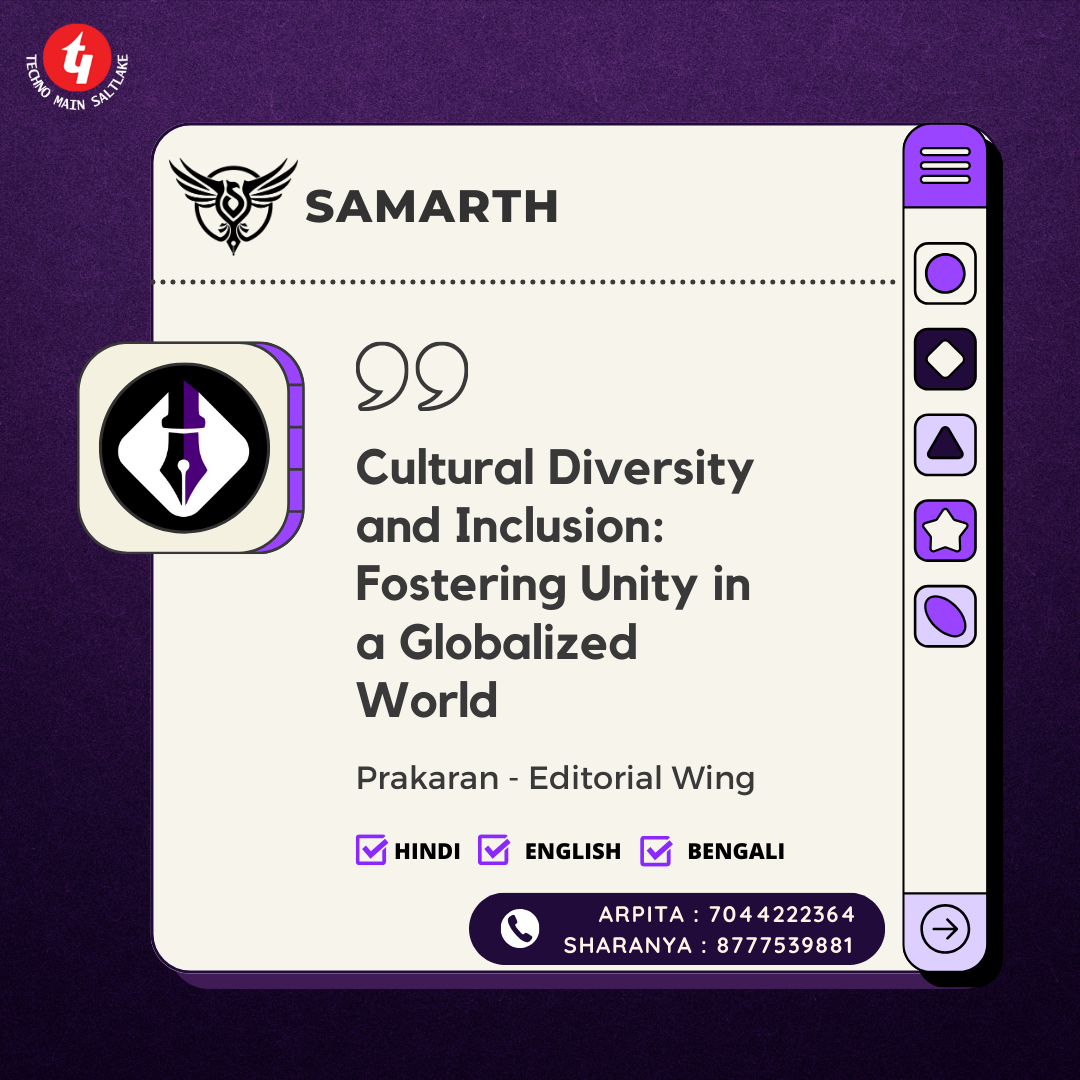 TECHNO MAIN SALTLAKE
SAMARTH
Cultural Diversity
and Inclusion:
Fostering Unity in
a Globalized
World
Prakaran - Editorial Wing
HINDI ENGLISH BENGALI
ARPITA : 7044222364
SHARANYA : 8777539881